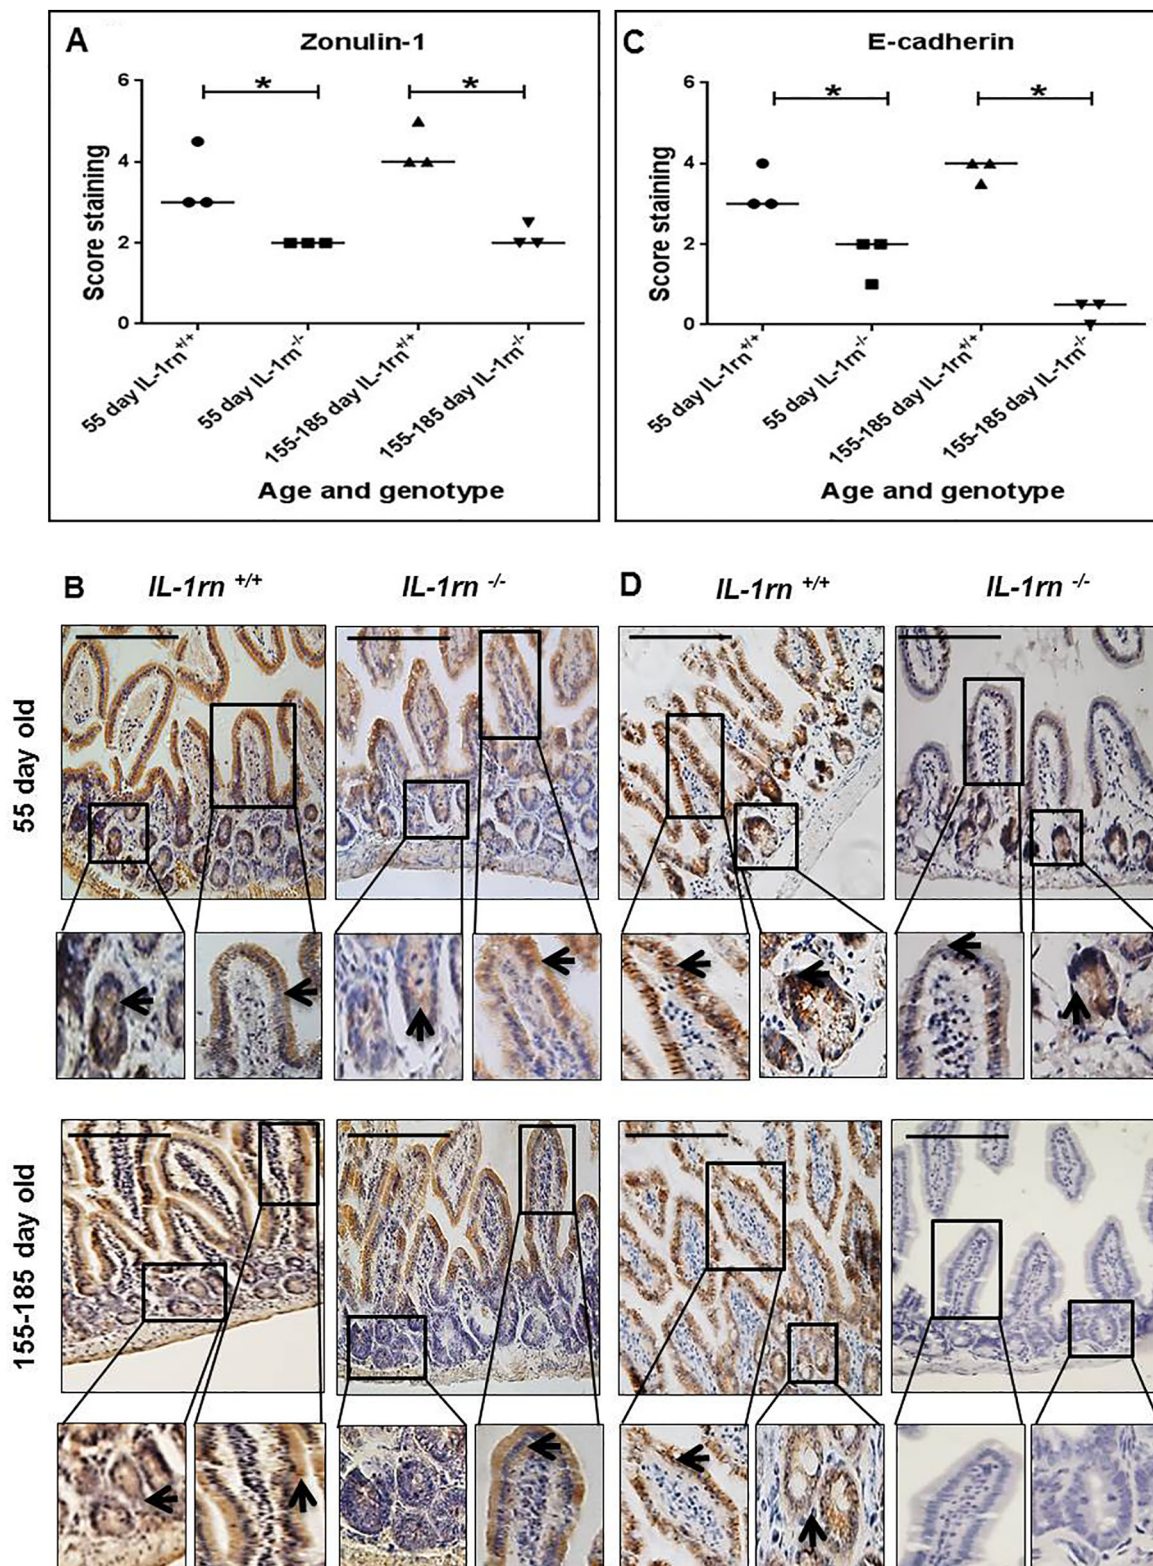 A
Zonulin-1
*
*
6
4
2
0
Score staining
55 day IL-1rn+/+
55 day IL-1rn-/-
155-185 day IL-1rn+/+
155-185 day IL-1rn-/-
Age and genotype
C
E-cadherin
*
*
6
4
2
0
Score staining
55 day IL-1rn+/+
55 day IL-1rn-/-
155-185 day IL-1rn+/+
155-185 day IL-1rn-/-
Age and genotype
B
IL-1rn +/+
IL-1rn -/-
D
IL-1rn +/+
IL-1rn -/-
55 day old
155-185 day old